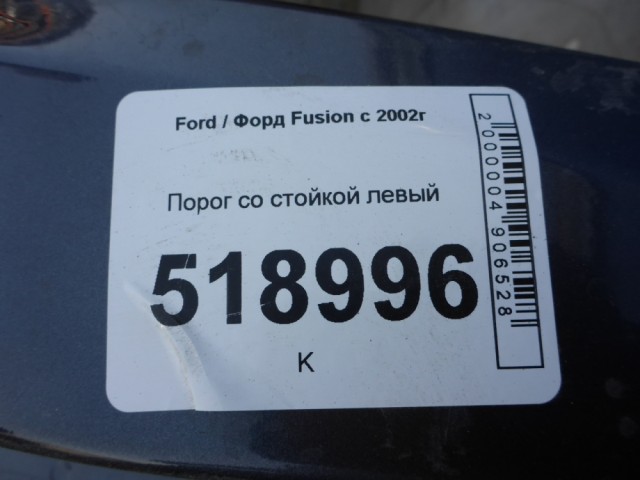 Ford / Форд Fusion с 2002г
Порог со стойкой левый
518996
К
2000004906528